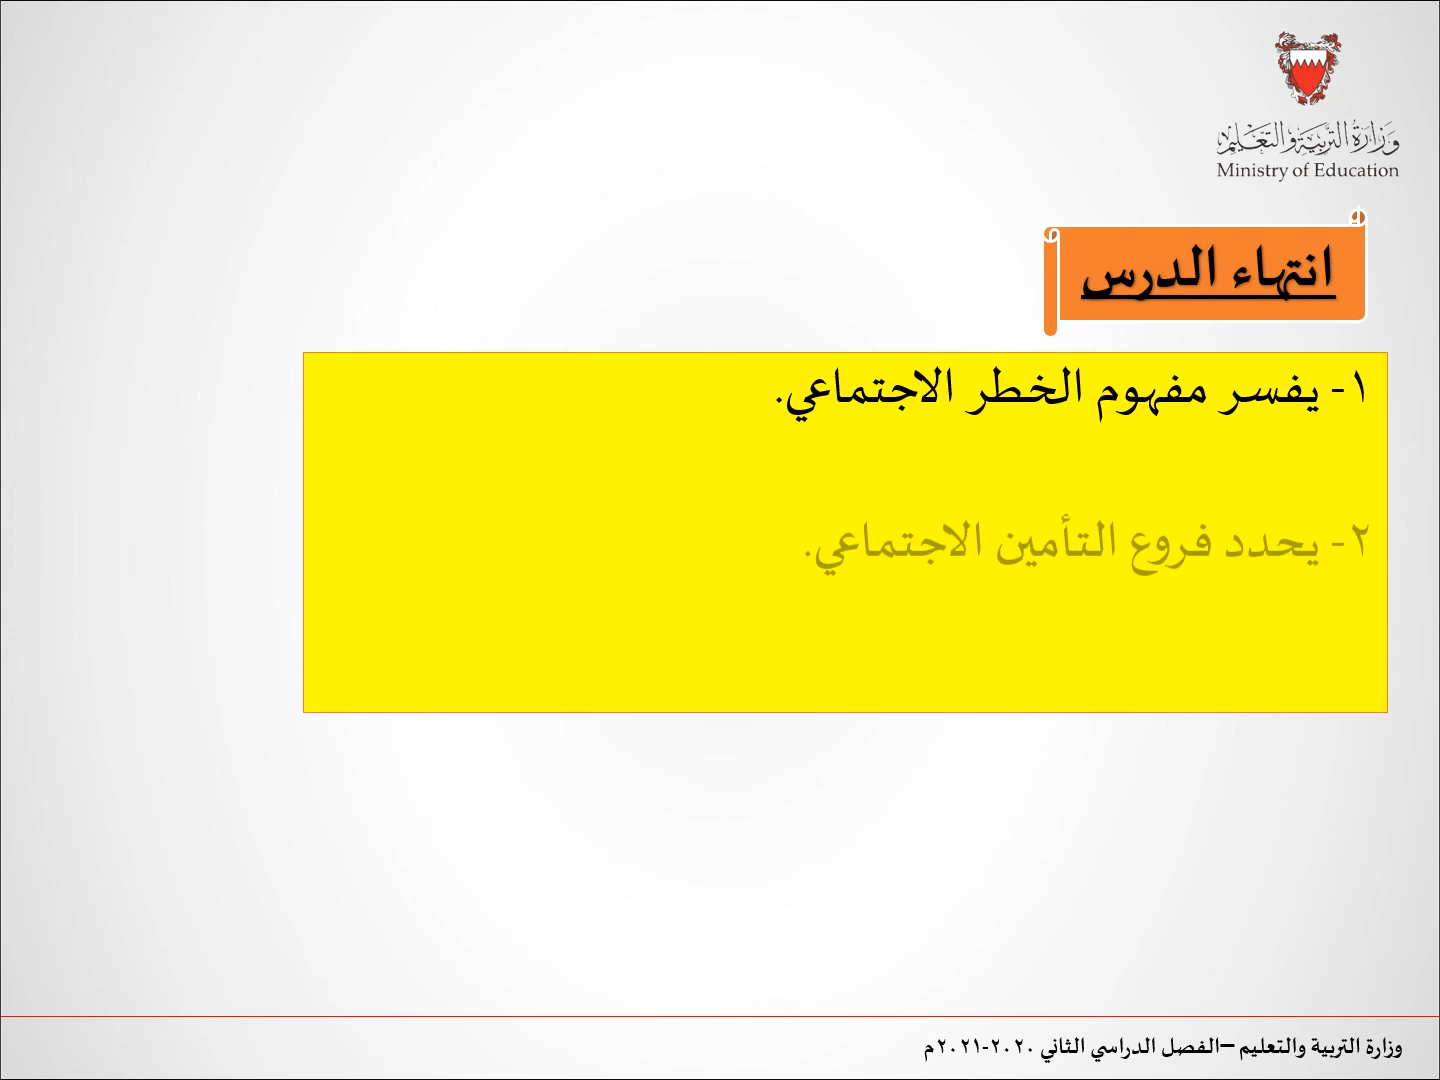 وزارة التربية والتعليم
Ministry of Education
انتهاء الدرس
١- يفسر مفهوم الخطر الاجتماعي.
٢- يحدد فروع التأمين الاجتماعي.
وزارة التربية والتعليم –الفصل الدراسي الثاني ٢٠٢٠-٢٠٢١م